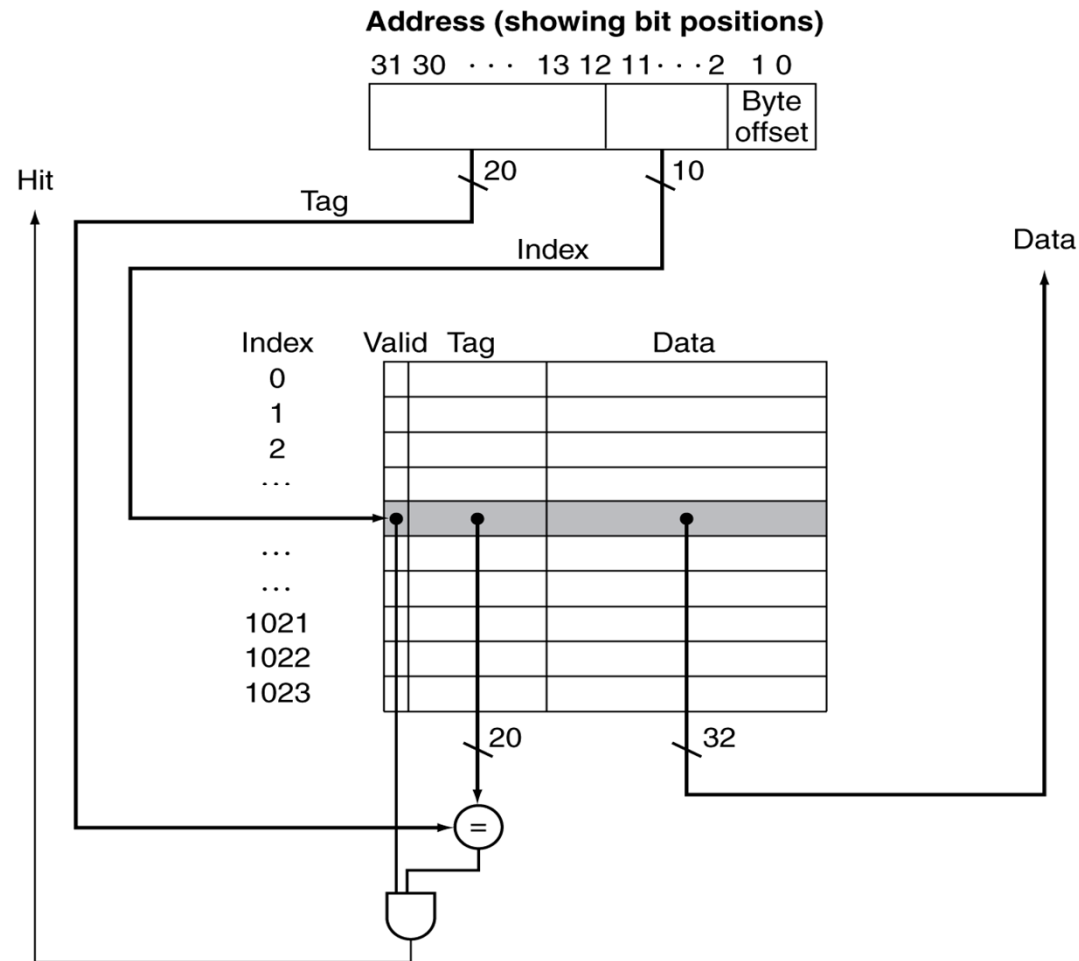 Address (showing bit positions)
31 30 · · · 13 12 11 · · · 2 1 0
Byte
offset
20
10
Hit
Tag
Index
Data
Index Valid Tag Data
0
1
2
...
...
...
1021
1022
1023
20
32
=